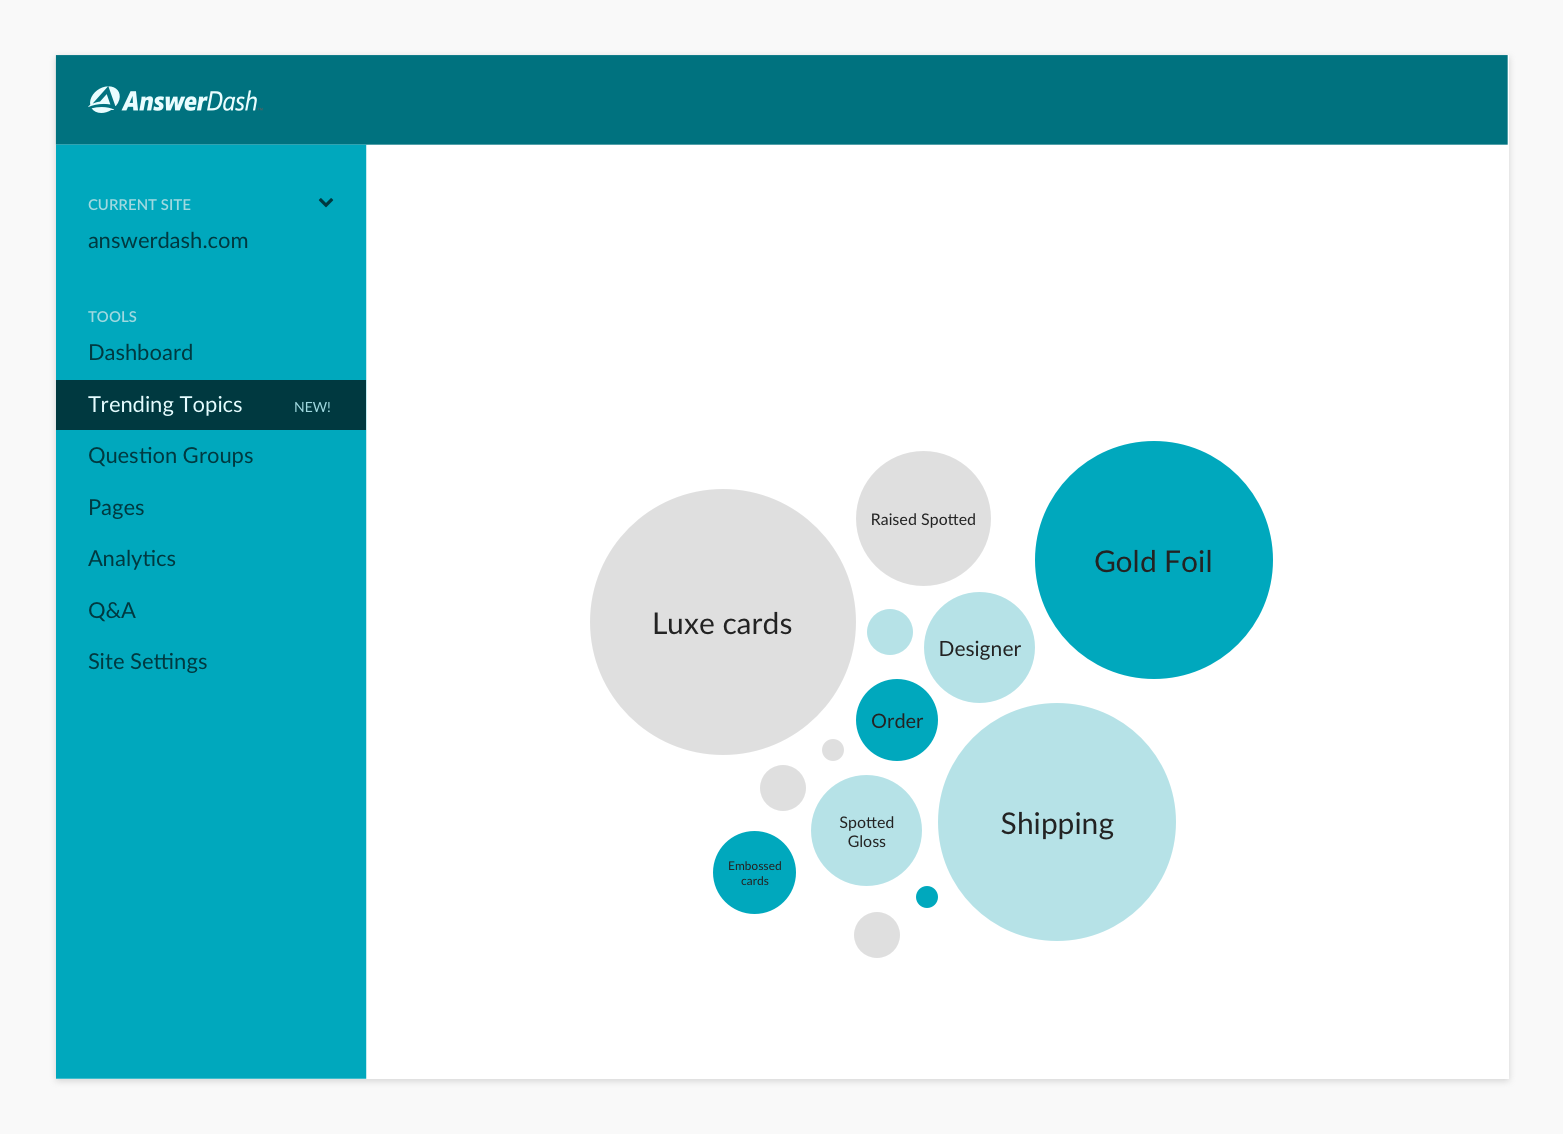 AnswerDash
CURRENT SITE
answerdash.com
TOOLS
Dashboard
Trending Topics NEW!
Question Groups
Pages
Analytics
Q&A
Site Settings
Raised Spotted
Gold Foil
Luxe cards
Designer
Order
Spotted
Gloss
Shipping
Embossed
cards